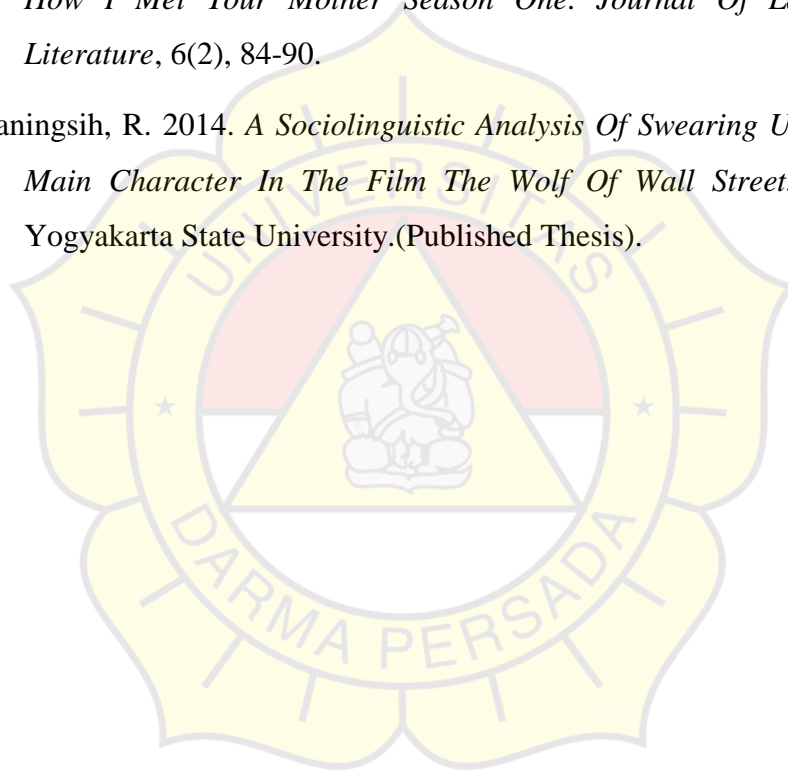 How I Met Your Mother Season One. Journal Of
Literature, 6(2), 84-90.
aningsih, R. 2014. A Sociolinguistic Analysis Of Swearing
Main Character In The Film The Wolf Of Wall Street.
Yogyakarta State University.(Published Thesis).
UNIVERSITAS
DARMA PERSADA